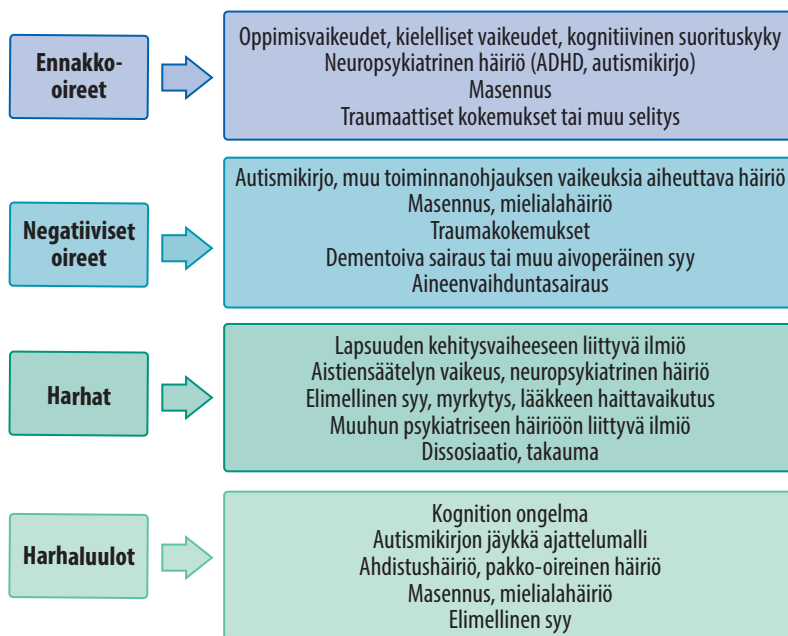 Ennakko-
oireet
Oppimisvaikeudet, kielelliset vaikeudet, kognitiivinen suorituskyky
Neuropsykiatrinen häiriö (ADHD, autismikirjo)
Masennus
Traumaattiset kokemukset tai muu selitys
Negatiiviset
oireet
Autismikirjo, muu toiminnanohjauksen vaikeuksia aiheuttava häiriö
Masennus, mielialahäiriö
Traumakokemukset
Dementoiva sairaus tai muu aivoperäinen syy
Aineenvaihduntasairaus
Harhat
Lapsuuden kehitysvaiheeseen liittyvä ilmiö
Aistiensäätelyn vaikeus, neuropsykiatrinen häiriö
Elimellinen syy, myrkytys, lääkkeen haittavaikutus
Muuhun psykiatriseen häiriöön liittyvä ilmiö
Dissosiaatio, takauma
Harhaluulot
Kognition ongelma
Autismikirjon jäykkä ajattelumalli
Ahdistushäiriö, pakko-oireinen häiriö
Masennus, mielialahäiriö
Elimellinen syy